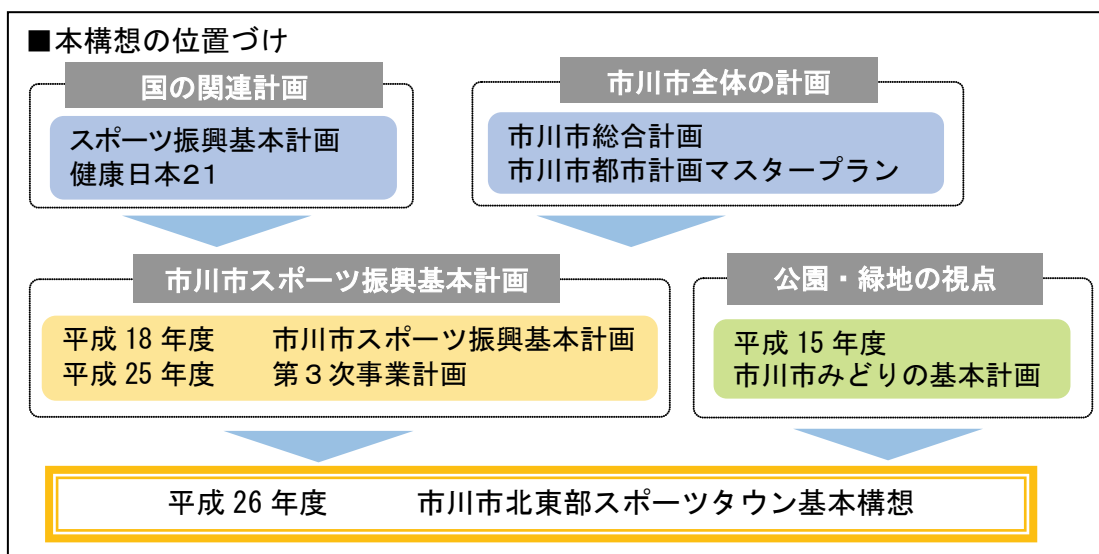 ■本構想の位置づけ
国の関連計画
スポーツ振興基本計画
健康日本21
市川市全体の計画
市川市総合計画
市川市都市計画マスタープラン
市川市スポーツ振興基本計画
平成 18 年度　　市川市スポーツ振興基本計画
平成 25 年度　　第３次事業計画
公園・緑地の視点
平成 15 年度
市川市みどりの基本計画
平成 26 年度　　　市川市北東部スポーツタウン基本構想